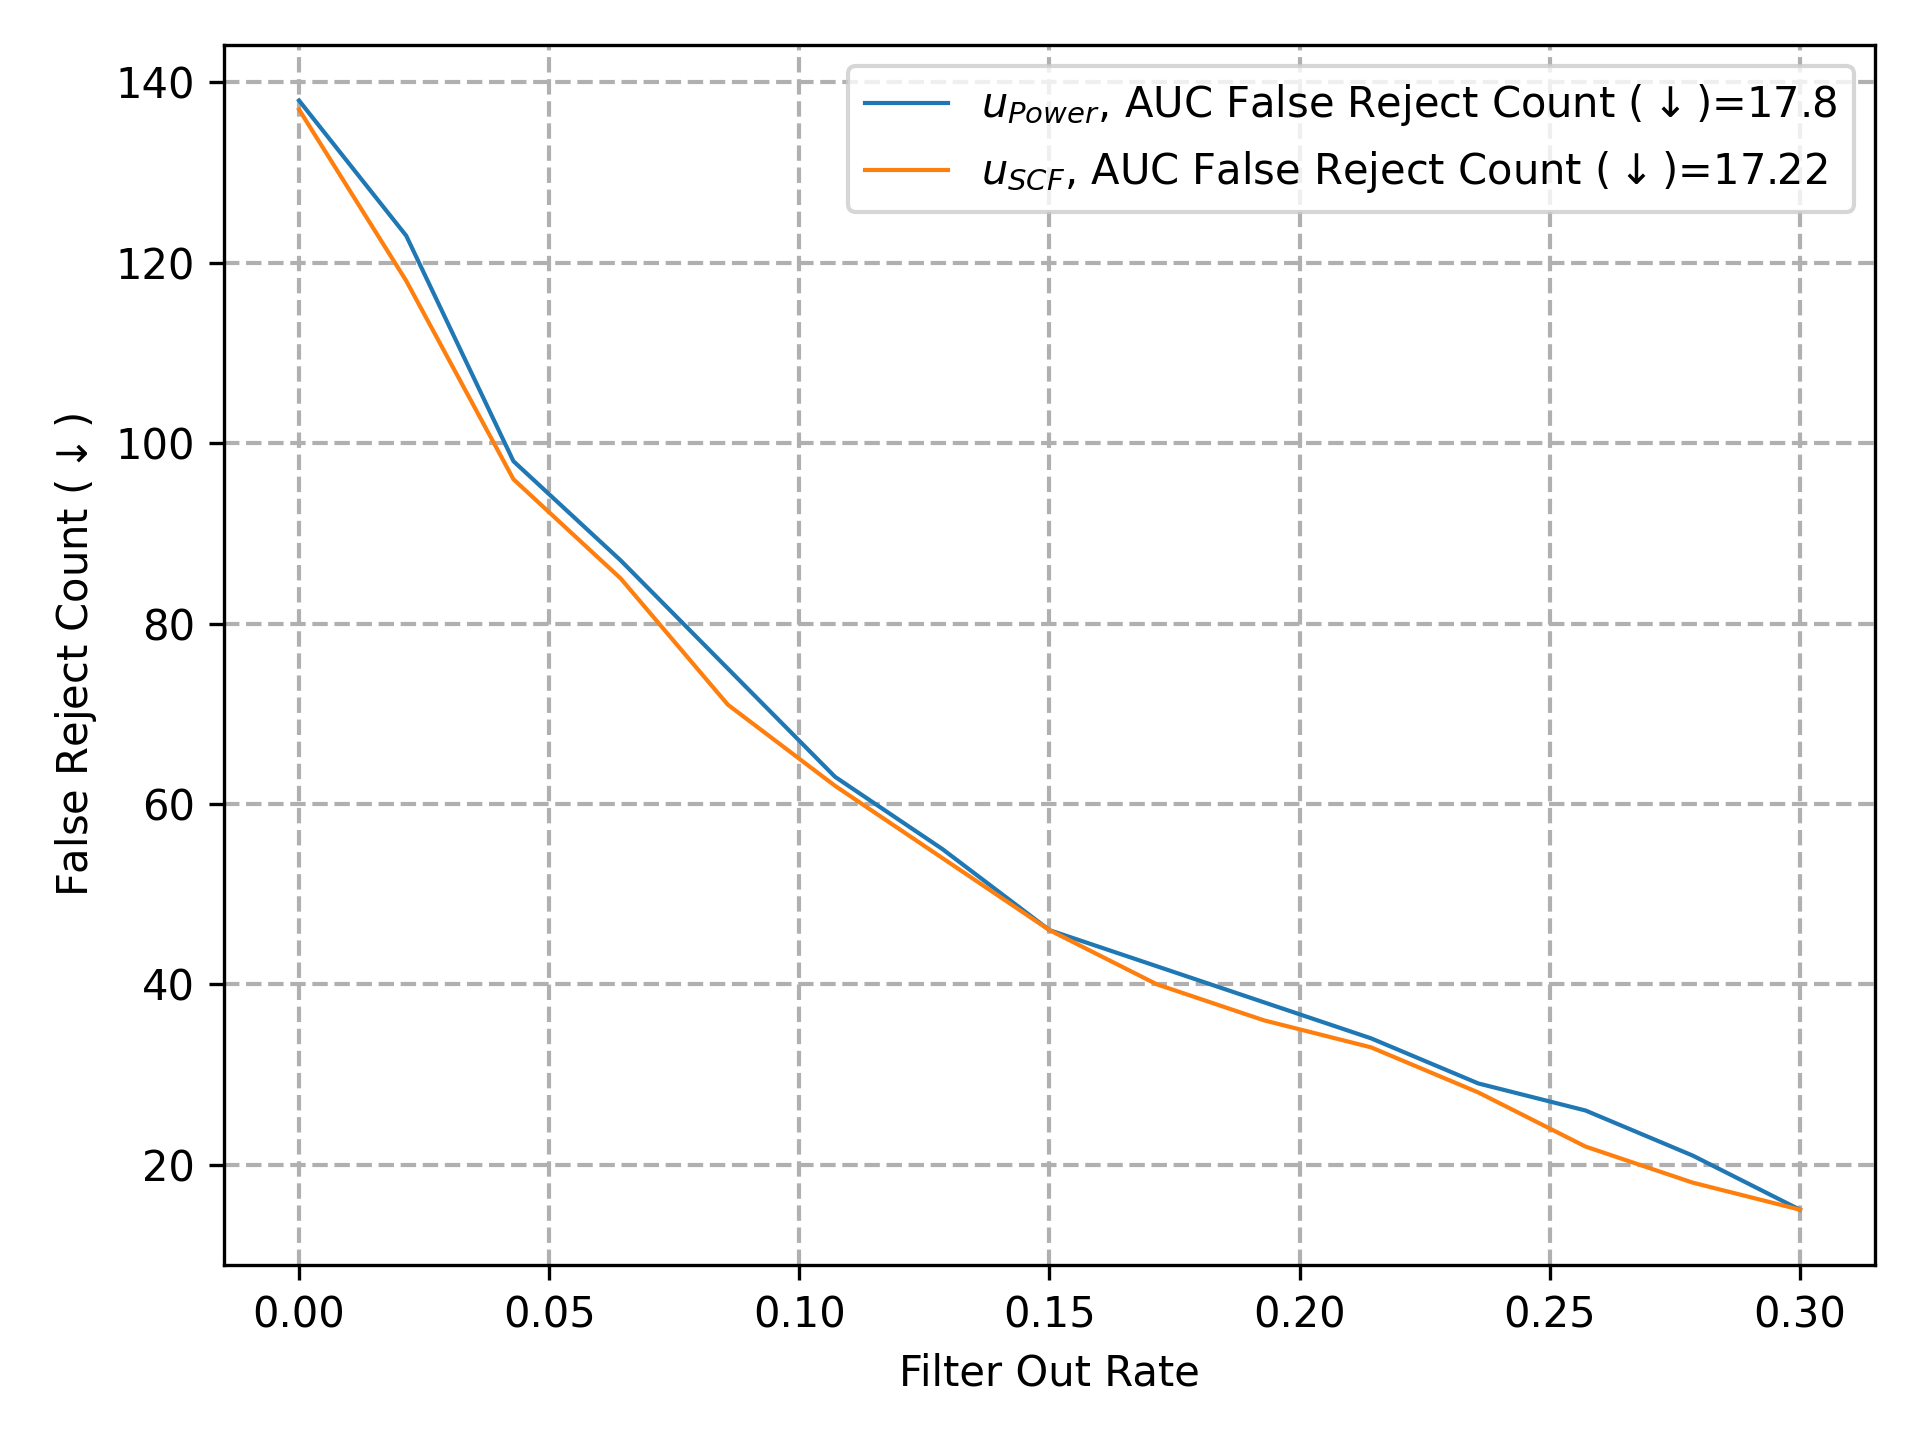 140
120
100
80
60
40
20
False Reject Count (↓)
u_Power, AUC False Reject Count (↓)=17.8
u_SCF, AUC False Reject Count (↓)=17.22
0.00 0.05 0.10 0.15 0.20 0.25 0.30
Filter Out Rate